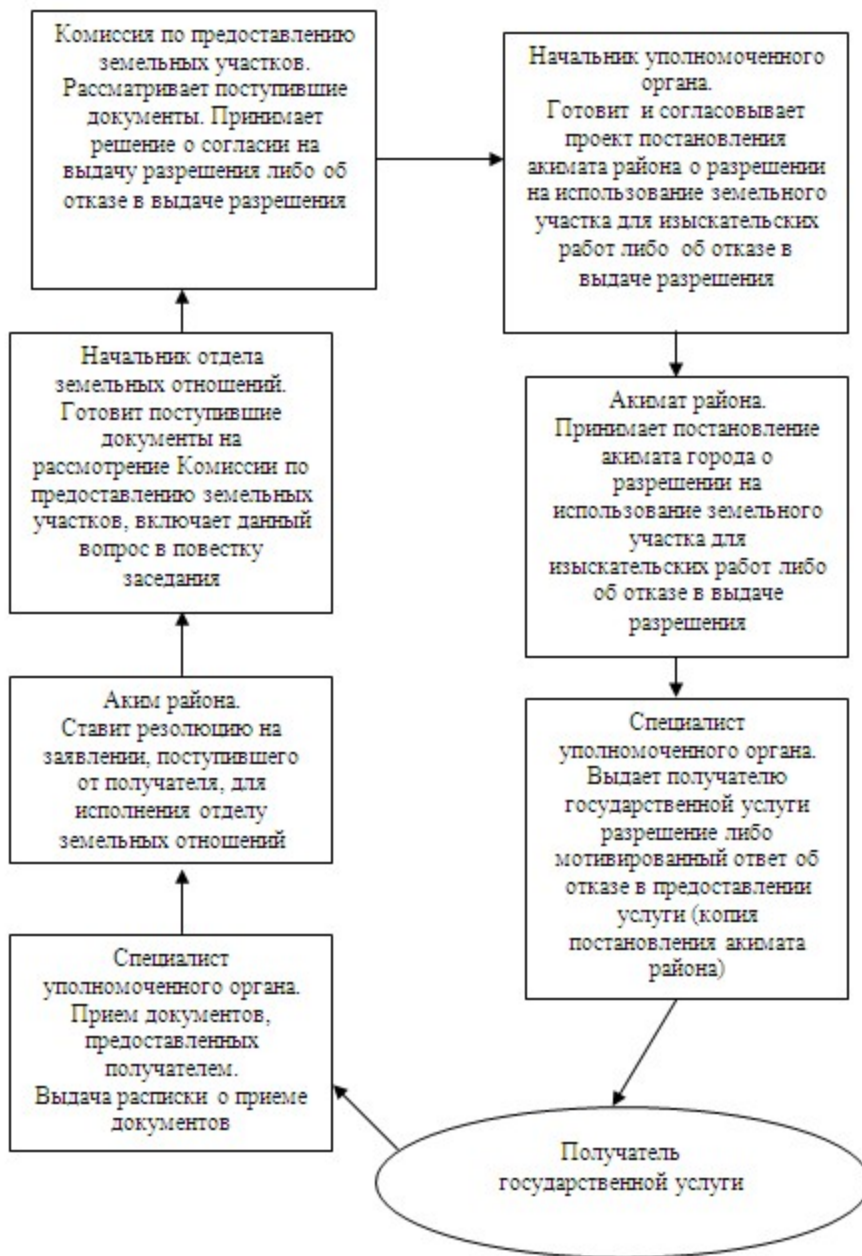 Комиссия по предоставлению
земельных участков.
Рассматривает поступившие
документы. Принимает
решение о согласии на
выдачу разрешения либо об
отказе в выдаче разрешения
Начальник уполномоченного
органа.
Готовит и согласовывает
проект постановления
акимата района о разрешении
на использование земельного
участка для изыскательских
работ либо об отказе в
выдаче разрешения
Начальник отдела
земельных отношений.
Готовит поступившие
документы на
рассмотрение Комиссии по
предоставлению земельных
участков, включает данный
вопрос в повестку
заседания
Акимат района.
Принимает постановление
акимата города о
разрешении на
использование земельного
участка для
изыскательских работ либо
об отказе в выдаче
разрешения
Аким района.
Ставит резолюцию на
заявлении, поступившего
от получателя, для
исполнения отделу
земельных отношений
Специалист
уполномоченного органа.
Выдает получателю
государственной услуги
разрешение либо
мотивированный ответ об
отказе в предоставлении
услуги (копия
постановления акимата
района)
Специалист
уполномоченного органа.
Прием документов,
предоставленных
получателем.
Выдача расписки о приеме
документов
Получатель
государственной услуги